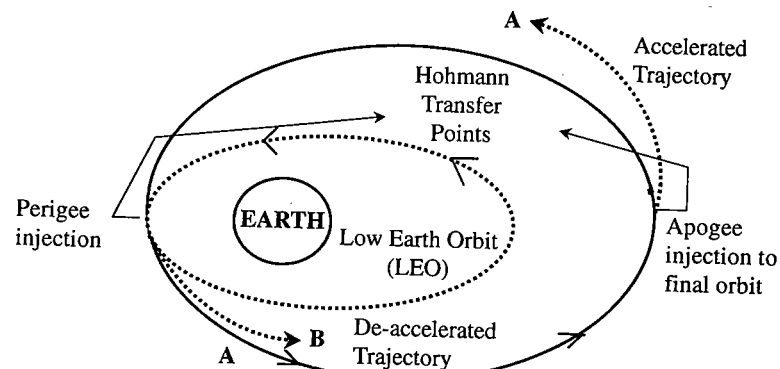 A
Accelerated
Trajectory
Hohmann
Transfer
Points
Perigee
injection
EARTH
Low Earth Orbit
(LEO)
Apogee
injection to
final orbit
B
De-accelerated
Trajectory
A